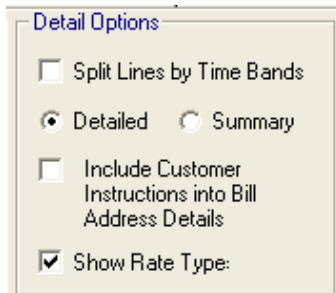 Detail Options
Split Lines by Time Bands
Detailed Summary
Include Customer
Instructions into Bill
Address Details
Show Rate Type: